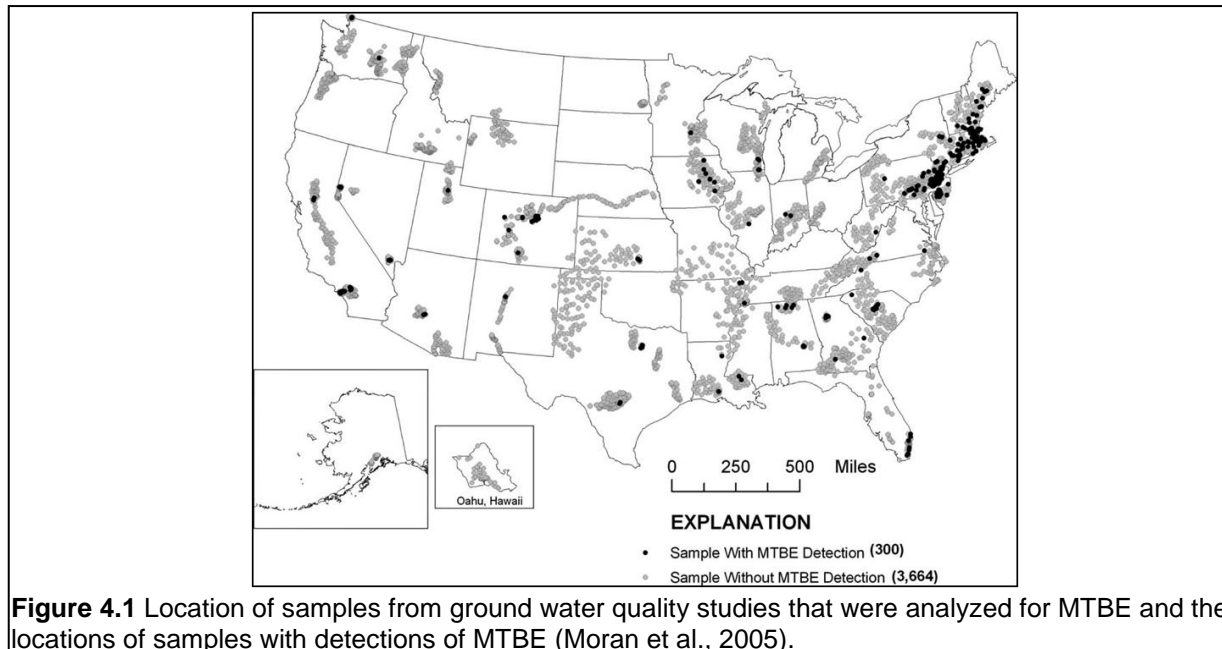 Oahu, Hawaii
0 250 500 Miles
EXPLANATION
Sample With MTBE Detection (300)
Sample Without MTBE Detection (3,664)
Figure 4.1 Location of samples from ground water quality studies that were analyzed for MTBE and the
locations of samples with detections of MTBE (Moran et al., 2005).